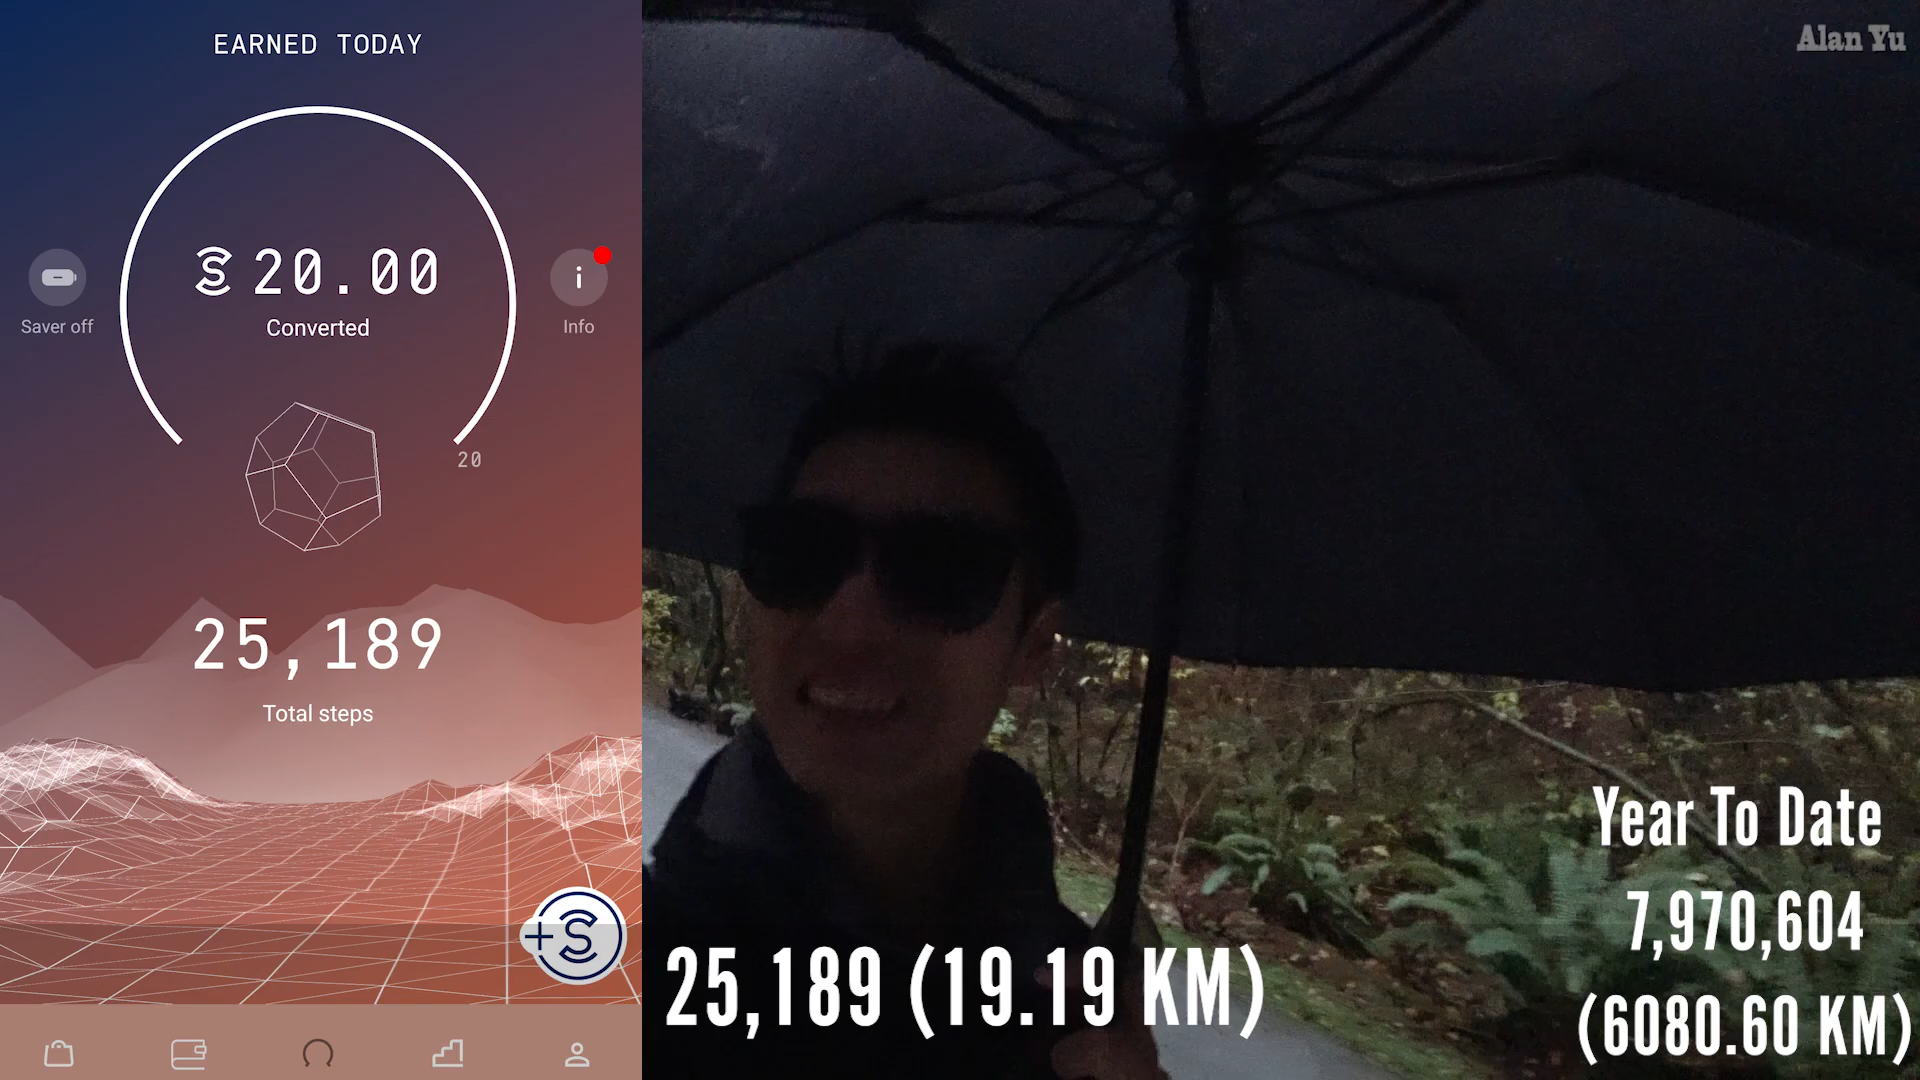 EARNED TODAY
20.00
Converted
Saver off
i
Info
20
25,189
Total steps
+S
Alan Yu
Year To Date
7,970,604
(6080.60 KM)
25,189 (19.19 KM)